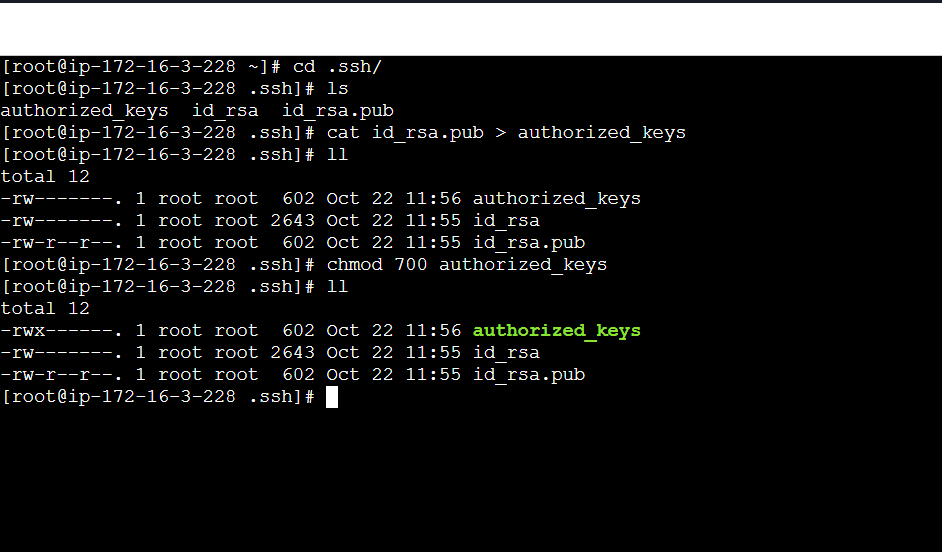 [root@ip-172-16-3-228 ~]# cd .ssh/
[root@ip-172-16-3-228 .ssh]# ls
authorized_keys  id_rsa  id_rsa.pub
[root@ip-172-16-3-228 .ssh]# cat id_rsa.pub > authorized_keys
[root@ip-172-16-3-228 .ssh]# ll
total 12
-rw-------. 1 root root  602 Oct 22 11:56 authorized_keys
-rw-------. 1 root root 2643 Oct 22 11:55 id_rsa
-rw-r--r--. 1 root root  602 Oct 22 11:55 id_rsa.pub
[root@ip-172-16-3-228 .ssh]# chmod 700 authorized_keys
[root@ip-172-16-3-228 .ssh]# ll
total 12
-rwx------. 1 root root  602 Oct 22 11:56 authorized_keys
-rw-------. 1 root root 2643 Oct 22 11:55 id_rsa
-rw-r--r--. 1 root root  602 Oct 22 11:55 id_rsa.pub
[root@ip-172-16-3-228 .ssh]#